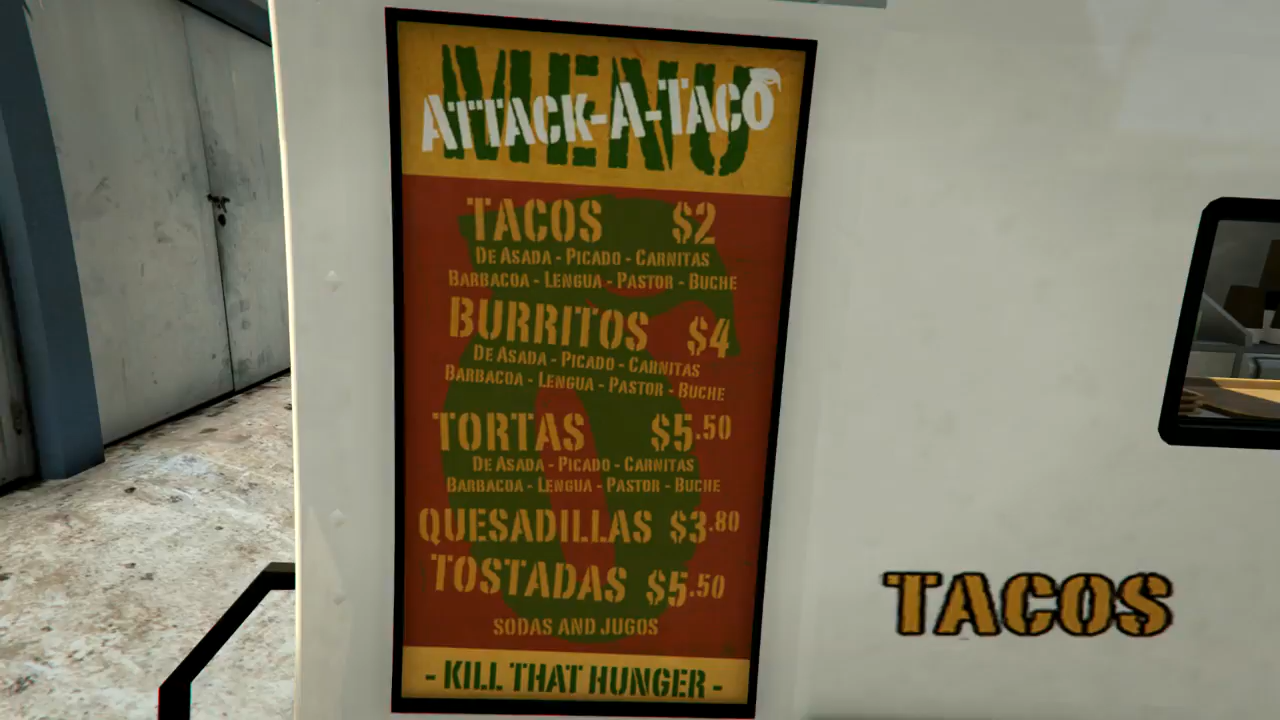 MENU
ATTACK-A-TACO
TACOS $2
DE ASADA - PICADO - CARNITAS
BARBACOA - LENGUA - PASTOR - BUCHE
BURRITOS $4
DE ASADA - PICADO - CARNITAS
BARBACOA - LENGUA - PASTOR - BUCHE
TORTAS $5.50
DE ASADA - PICADO - CARNITAS
BARBACOA - LENGUA - PASTOR - BUCHE
QUESADILLAS $3.80
TOSTADAS $5.50
SODAS AND JUGOS
- KILL THAT HUNGER -
TACOS